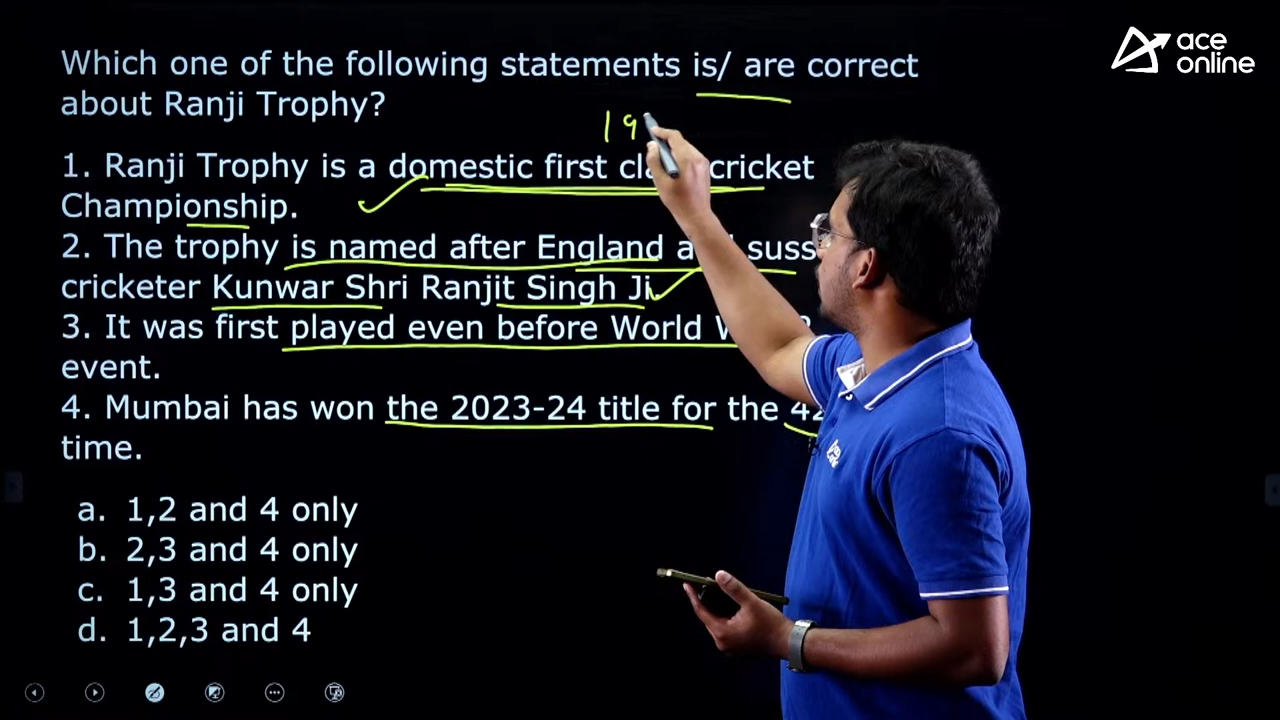 ace
online
Which one of the following statements is/ are correct
about Ranji Trophy?
19
1. Ranji Trophy is a domestic first cricket
Championship.
2. The trophy is named after England
cricketer Kunwar Shri Ranjit Singh Ji.
3. It was first played even before World
event.
4. Mumbai has won the 2023-24 title for the
time.
a. 1,2 and 4 only
b. 2,3 and 4 only
c. 1,3 and 4 only
d. 1,2,3 and 4